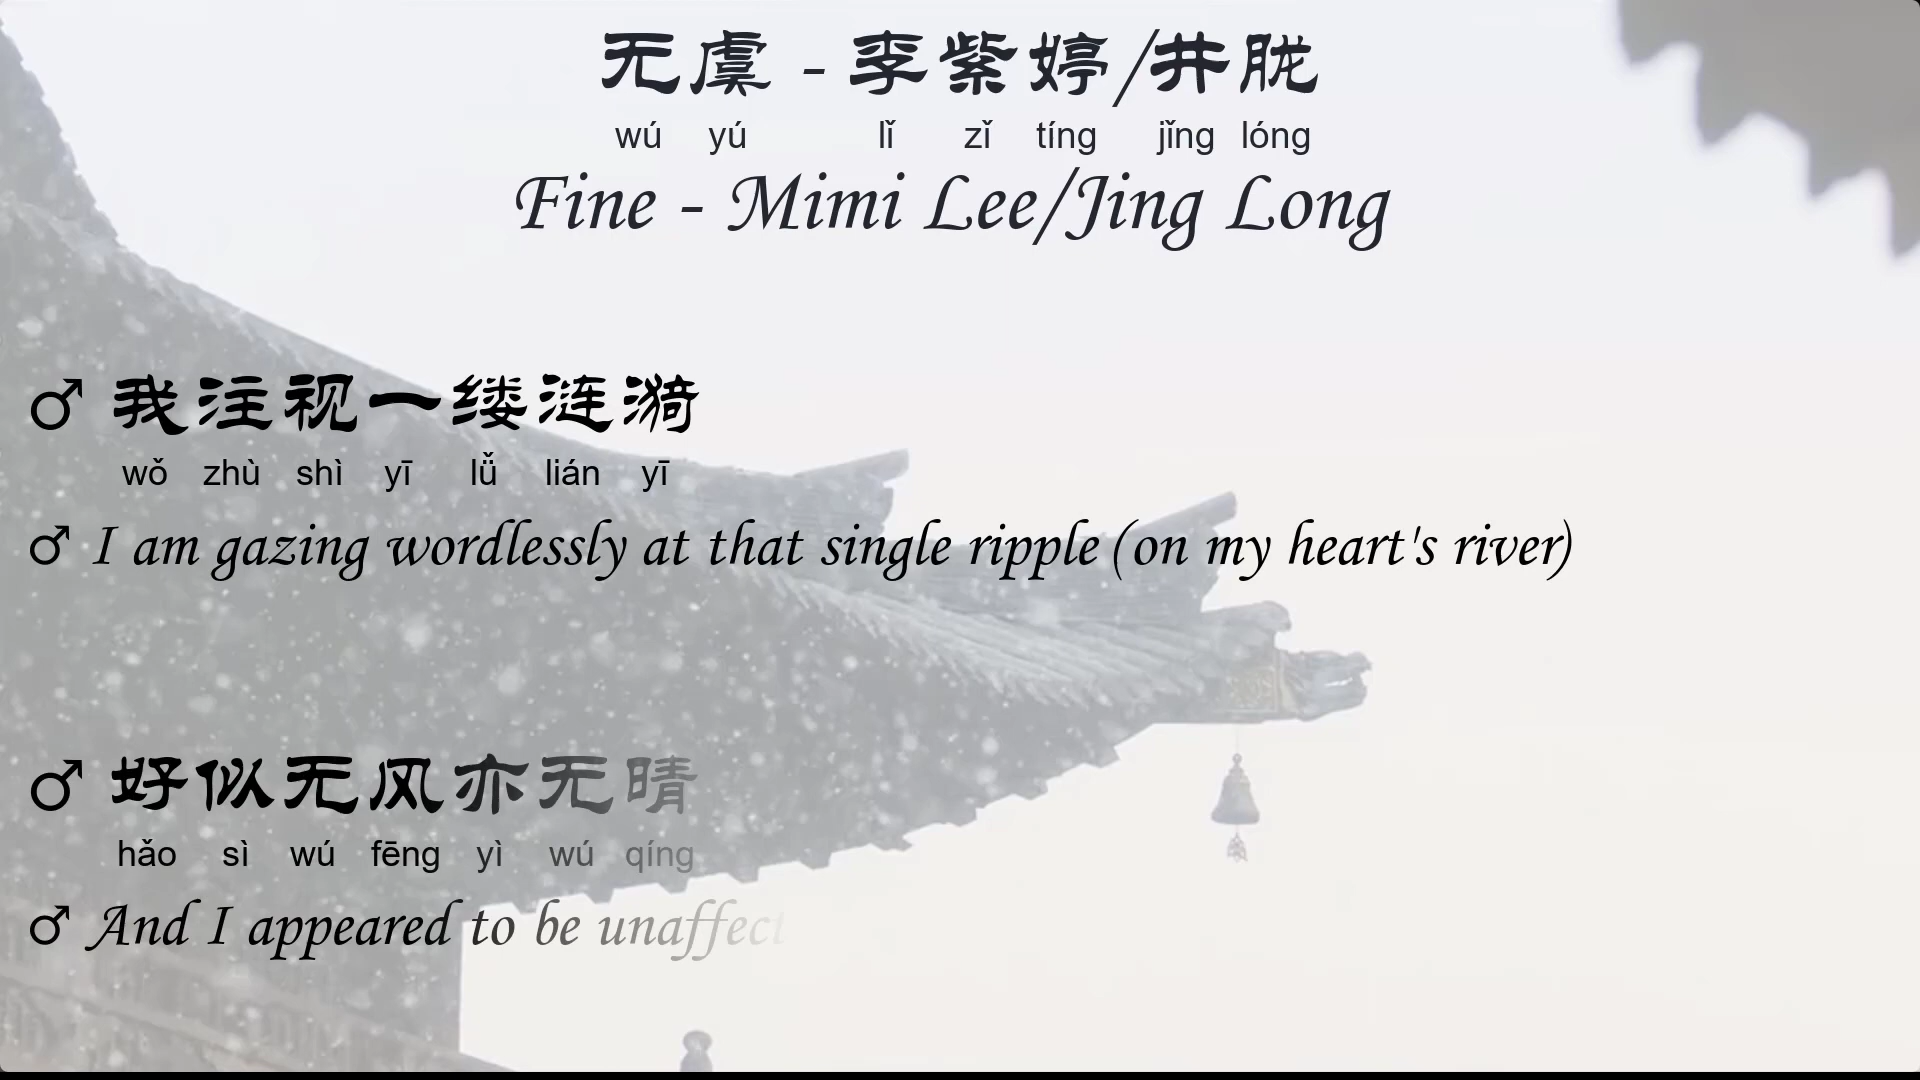 无虞 - 李紫婷/井胧
wú yú lǐ zǐ tíng jǐng lóng
Fine - Mimi Lee/Jing Long
♂ 我注视一缕涟漪
wǒ zhù shì yī lǚ lián yī
♂ I am gazing wordlessly at that single ripple (on my heart's river)
♂ 好似无风亦无晴
hǎo sì wú fēng yì wú qíng
♂ And I appeared to be unaffect